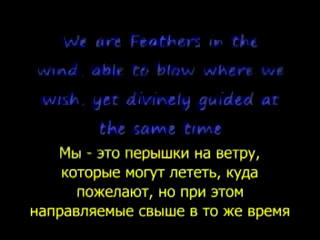 We are Feathers in the
wind, able to blow where we
wish, yet divinely guided at
the same time
Мы - это пёрышки на ветру,
которые могут лететь, куда
пожелают, но при этом
направляемые свыше в то же время